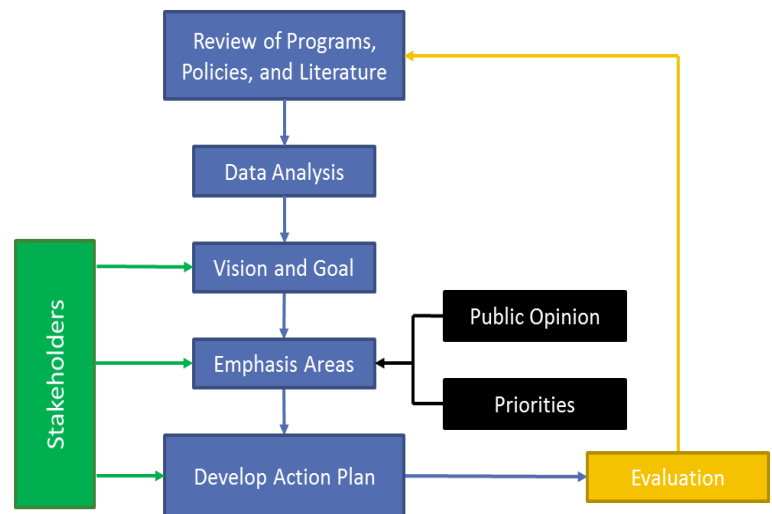 Review of Programs,
Policies, and Literature
Data Analysis
Vision and Goal
Stakeholders
Public Opinion
Emphasis Areas
Priorities
Develop Action Plan
Evaluation